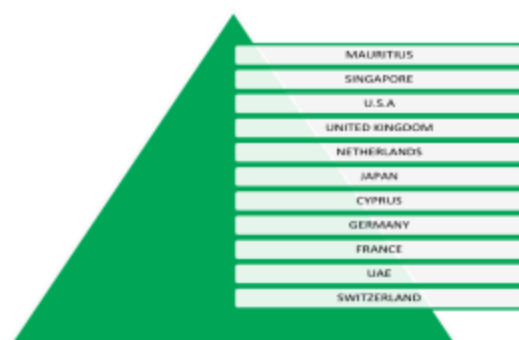 MAURITIUS
SINGAPORE
U.S.A
UNITED KINGDOM
NETHERLANDS
JAPAN
CYPRUS
GERMANY
FRANCE
UAE
SWITZERLAND